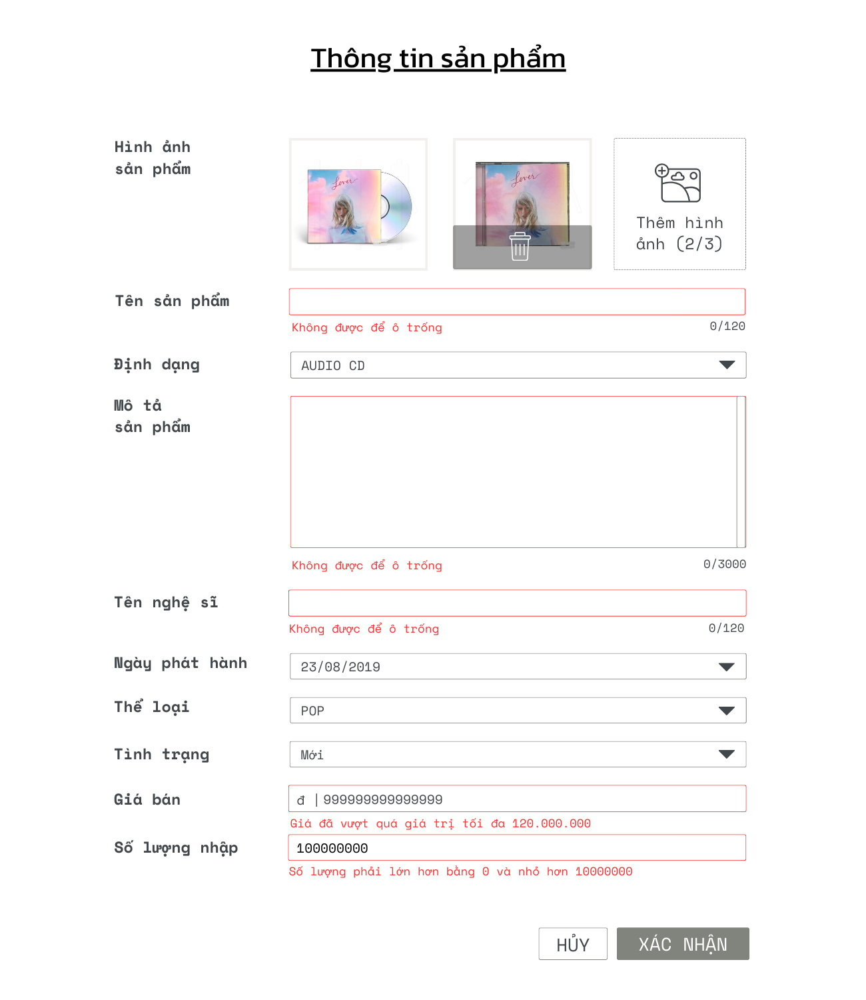 Thông tin sản phẩm
Hình ảnh
sản phẩm
Lover
Lover
Thêm hình
ảnh (2/3)
Tên sản phẩm
Không được để ô trống
0/120
Định dạng
AUDIO CD
Mô tả
sản phẩm
Không được để ô trống
0/3000
Tên nghệ sĩ
Không được để ô trống
0/120
Ngày phát hành
23/08/2019
Thể loại
POP
Tình trạng
Mới
Giá bán
đ |999999999999999
Giá đã vượt quá giá trị tối đa 120.000.000
Số lượng nhập
100000000
Số lượng phải lớn hơn bằng 0 và nhỏ hơn 10000000
HỦY
XÁC NHẬN